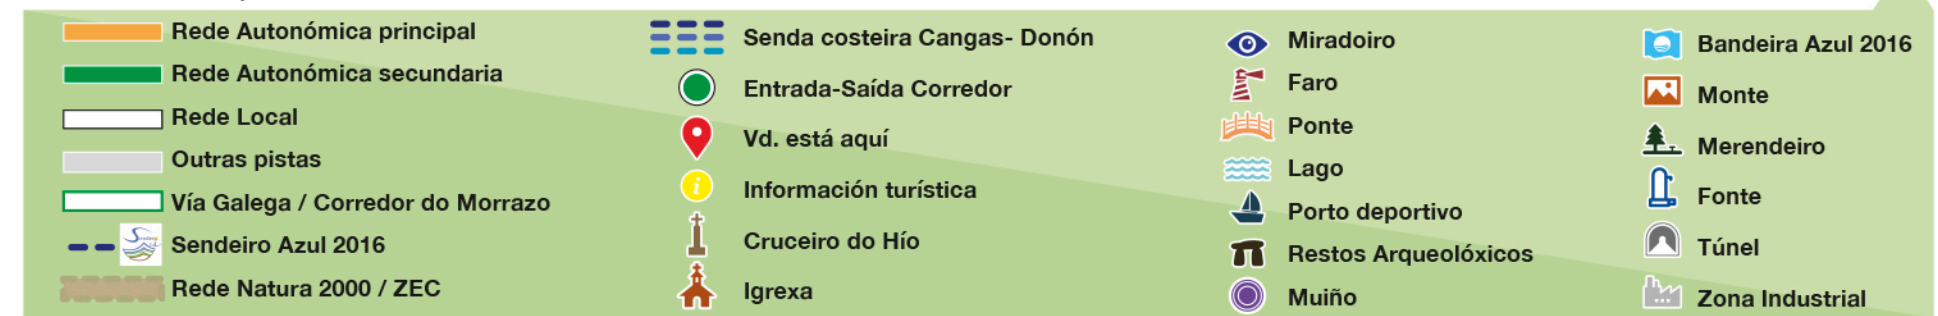 Rede Autonómica principal
Rede Autonómica secundaria
Rede Local
Outras pistas
Vía Galega / Corredor do Morrazo
Sendeiro Azul 2016
Rede Natura 2000 / ZEC
Senda costeira Cangas- Donón
Entrada-Saída Corredor
Vd. está aquí
i
Información turística
Cruceiro do Hío
Igrexa
Miradoiro
Faro
Ponte
Lago
Porto deportivo
Restos Arqueolóxicos
Muiño
Bandeira Azul 2016
Monte
Merendeiro
Fonte
Túnel
Zona Industrial